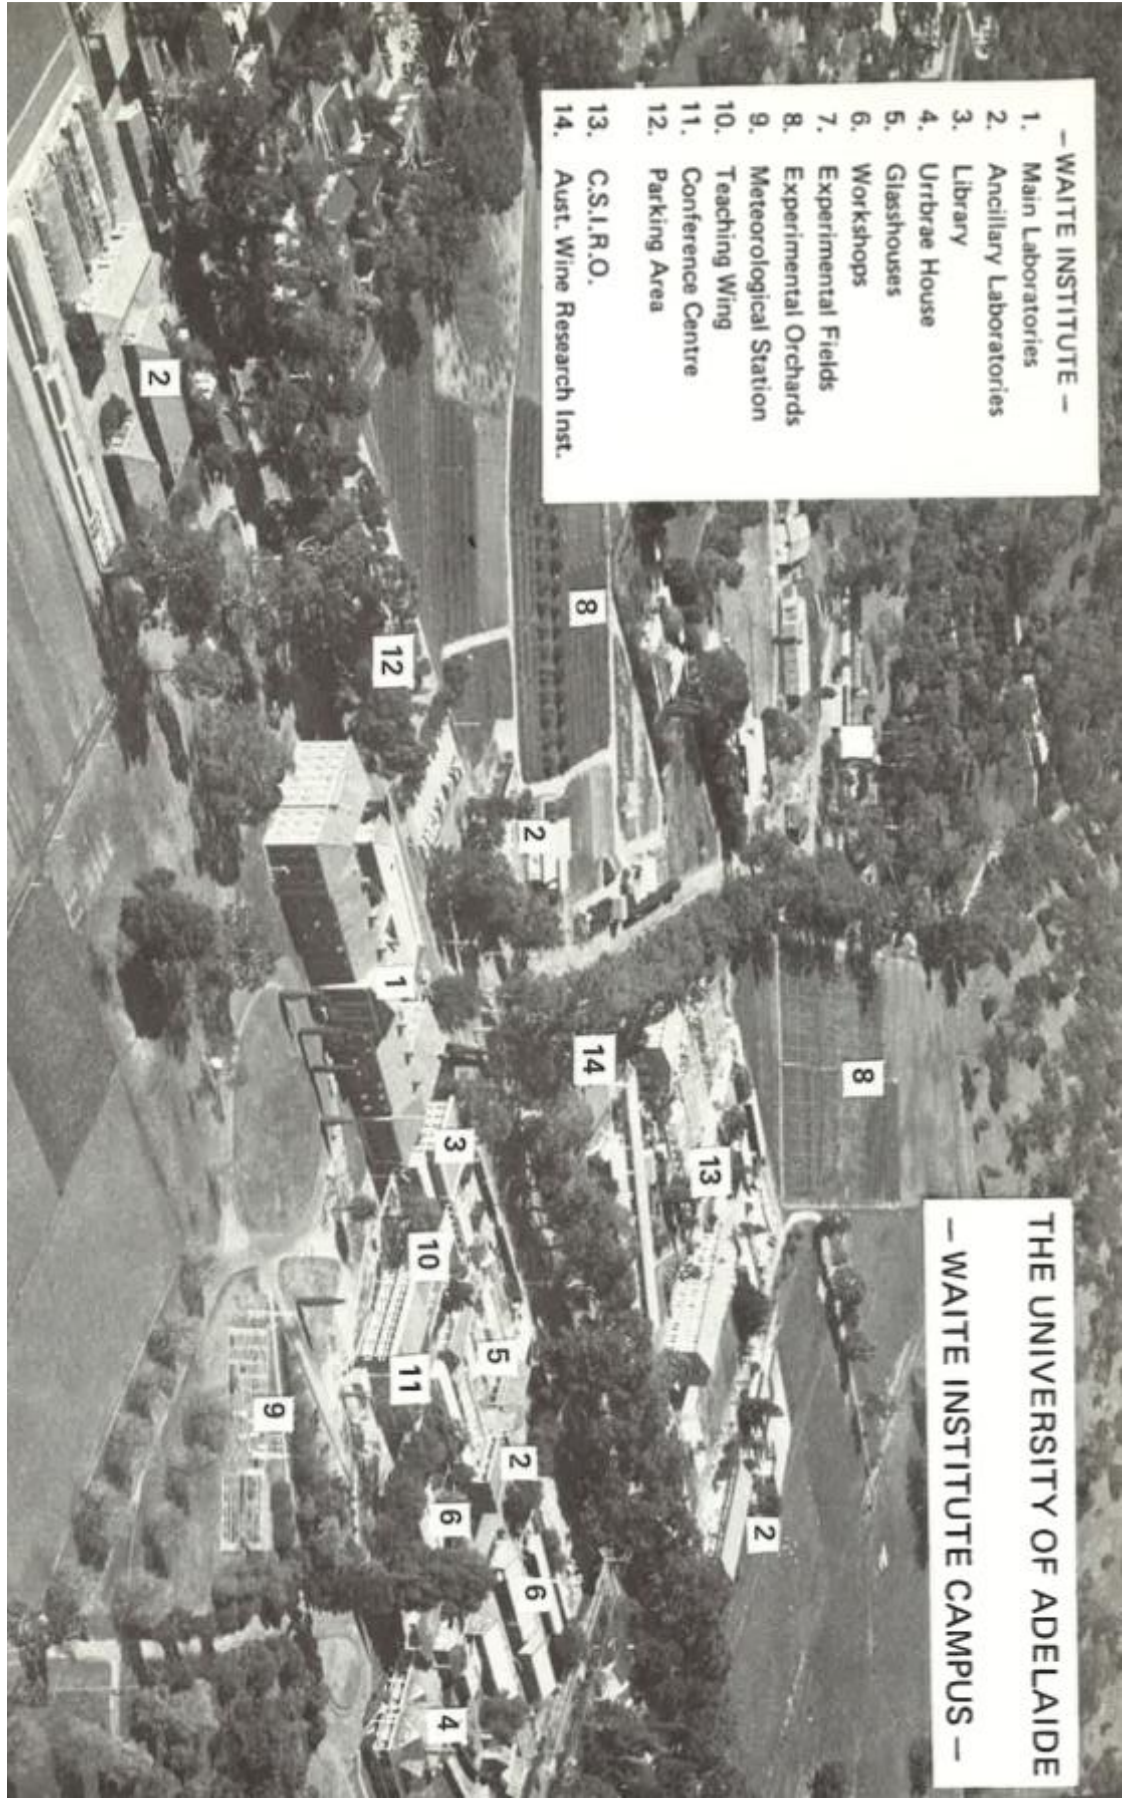 — WAITE INSTITUTE —
1. Main Laboratories
2. Ancillary Laboratories
3. Library
4. Urrbrae House
5. Glasshouses
6. Workshops
7. Experimental Fields
8. Experimental Orchards
9. Meteorological Station
10. Teaching Wing
11. Conference Centre
12. Parking Area
13. C.S.I.R.O.
14. Aust. Wine Research Inst.
THE UNIVERSITY OF ADELAIDE
— WAITE INSTITUTE CAMPUS —
8
8
2
13
2
14
2
12
6
2
5
3
6
4
10
1
11
9
2